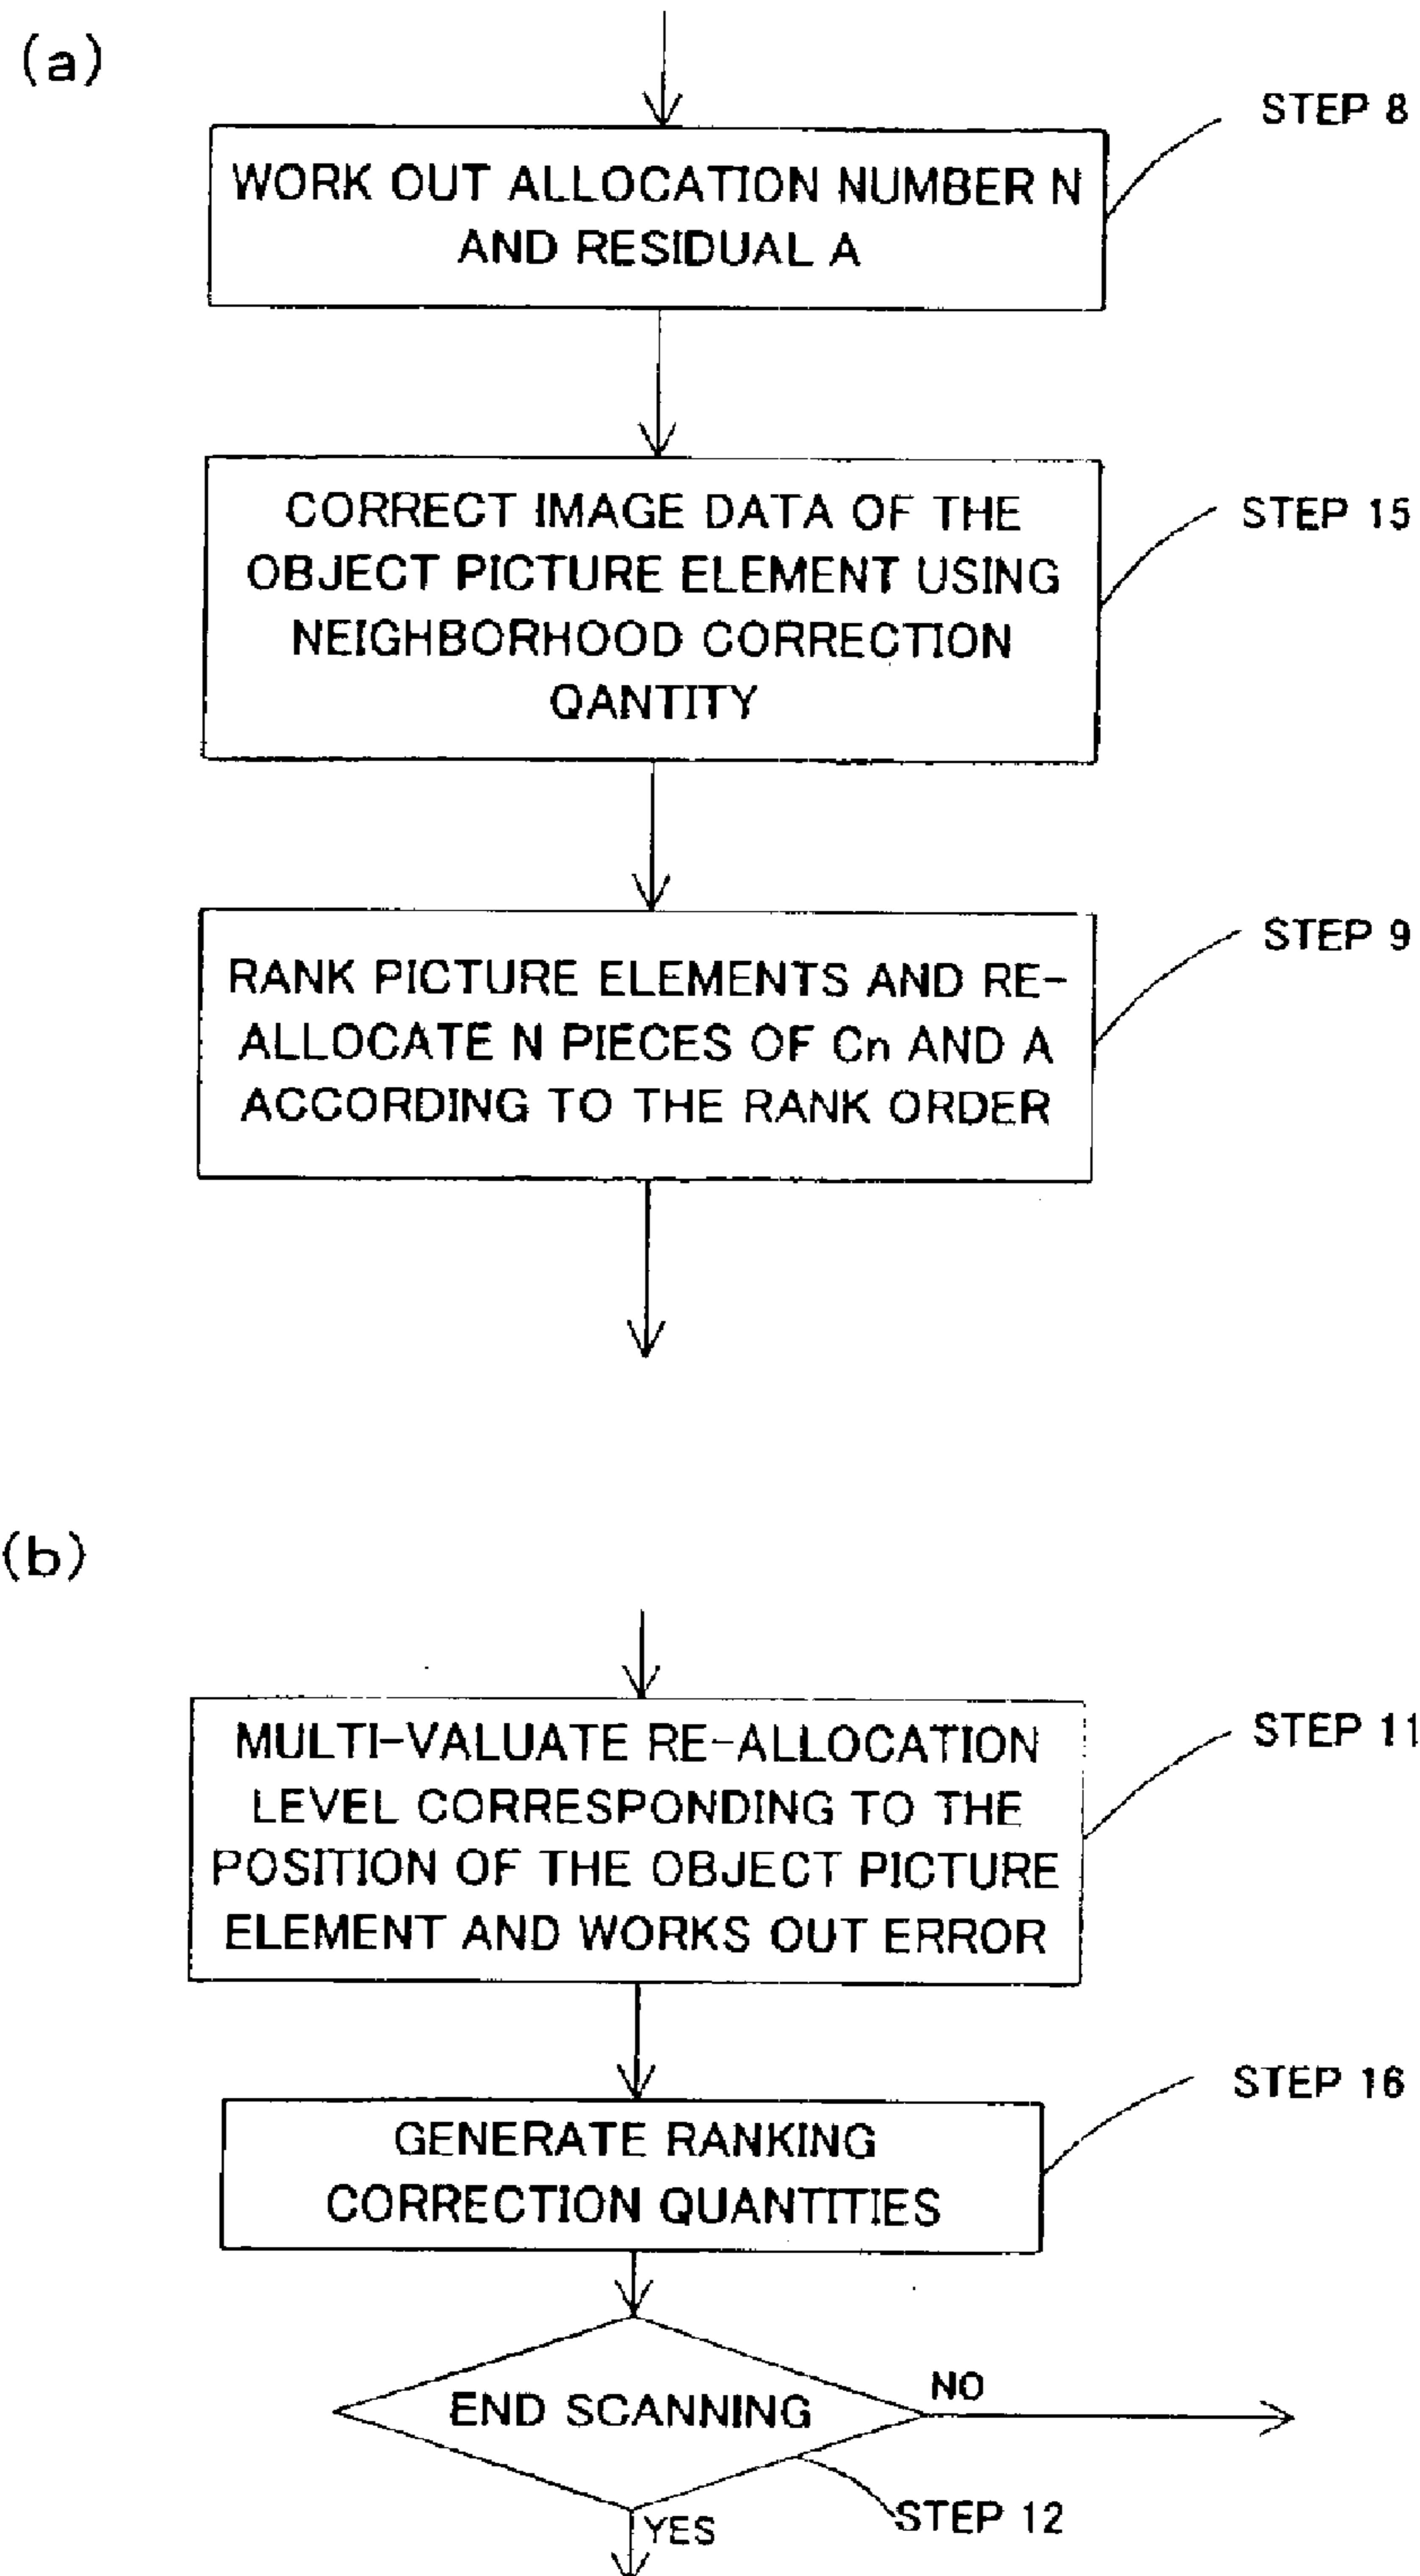 (a)
STEP 8
WORK OUT ALLOCATION NUMBER N
AND RESIDUAL A
STEP 15
CORRECT IMAGE DATA OF THE
OBJECT PICTURE ELEMENT USING
NEIGHBORHOOD CORRECTION
QANTITY
STEP 9
RANK PICTURE ELEMENTS AND RE-
ALLOCATE N PIECES OF Cn AND A
ACCORDING TO THE RANK ORDER
(b)
STEP 11
MULTI-VALUATE RE-ALLOCATION
LEVEL CORRESPONDING TO THE
POSITION OF THE OBJECT PICTURE
ELEMENT AND WORKS OUT ERROR
STEP 16
GENERATE RANKING
CORRECTION QUANTITIES
NO
END SCANNING
STEP 12
YES